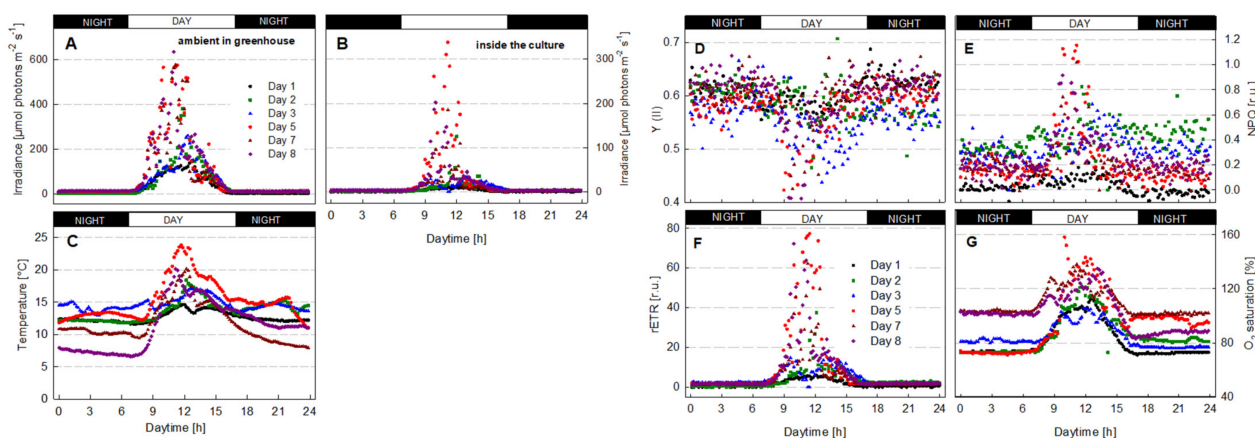 NIGHT DAY NIGHT
A
ambient in greenhouse
Irradiance [µmol photons m⁻² s⁻¹]
600
400
200
0
Day 1
Day 2
Day 3
Day 5
Day 7
Day 8
B
inside the culture
300
200
100
0
Irradiance [µmol photons m⁻² s⁻¹]
0 3 6 9 12 15 18 21 24
Daytime [h]
NIGHT DAY NIGHT
C
Temperature [°C]
25
20
15
10
5
0
0 3 6 9 12 15 18 21 24
Daytime [h]
NIGHT DAY NIGHT
D
Y (II)
0.7
0.6
0.5
0.4
NIGHT DAY NIGHT
E
1.2
1.0
0.8
0.6
0.4
0.2
0.0
NPQ [r.u.]
NIGHT DAY NIGHT
F
rETR [r.u.]
80
60
40
20
0
Day 1
Day 2
Day 3
Day 5
Day 7
Day 8
0 3 6 9 12 15 18 21 24
Daytime [h]
NIGHT DAY NIGHT
G
160
120
80
40
O₂ saturation [%]
0 3 6 9 12 15 18 21 24
Daytime [h]